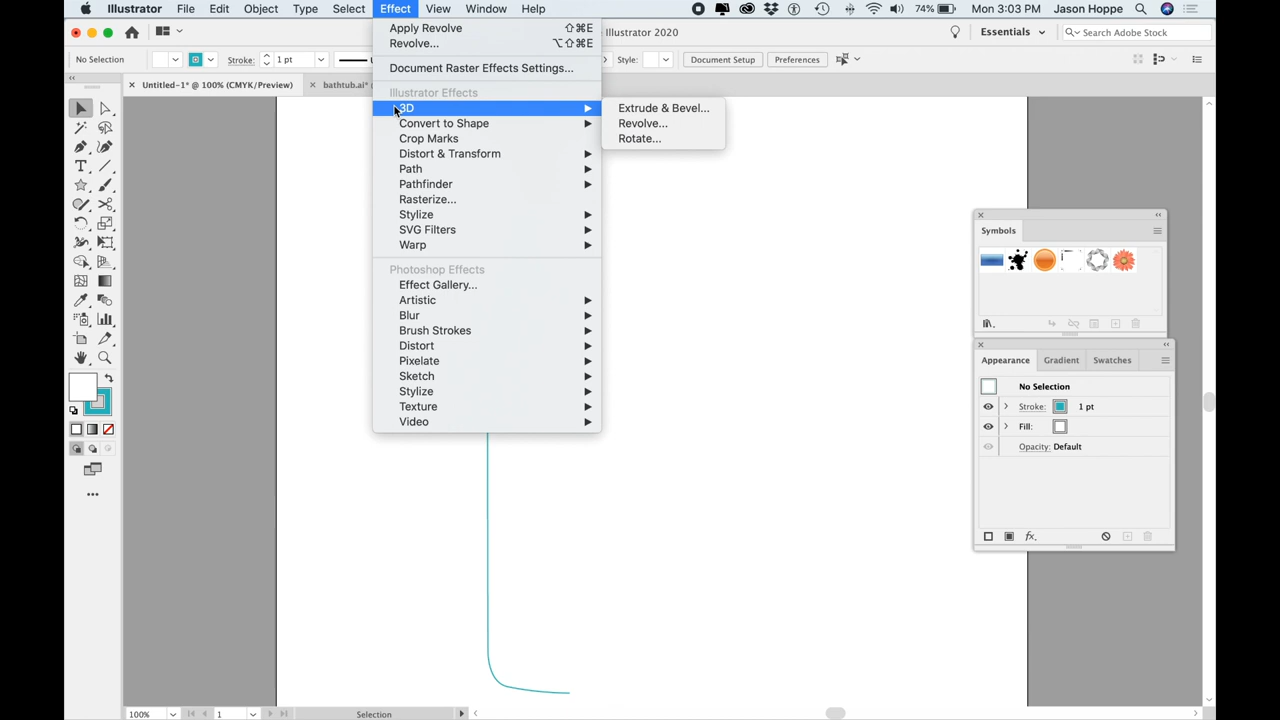 Illustrator File Edit Object Type Select Effect View Window Help 74% Mon 3:03 PM Jason Hoppe
Illustrator 2020 Essentials Search Adobe Stock
No Selection Stroke: 1 pt Style: Document Setup Preferences
Untitled-1* @ 100% (CMYK/Preview) bathtub.ai*
Apply Revolve ⇧⌘E
Revolve... ⌥⇧⌘E
Document Raster Effects Settings...
Illustrator Effects
3D
Convert to Shape
Crop Marks
Distort & Transform
Path
Pathfinder
Rasterize...
Stylize
SVG Filters
Warp
Photoshop Effects
Effect Gallery...
Artistic
Blur
Brush Strokes
Distort
Pixelate
Sketch
Stylize
Texture
Video
Extrude & Bevel...
Revolve...
Rotate...
Symbols
Appearance Gradient Swatches
No Selection
Stroke: 1 pt
Fill:
Opacity: Default
fx.
100% 1 Selection